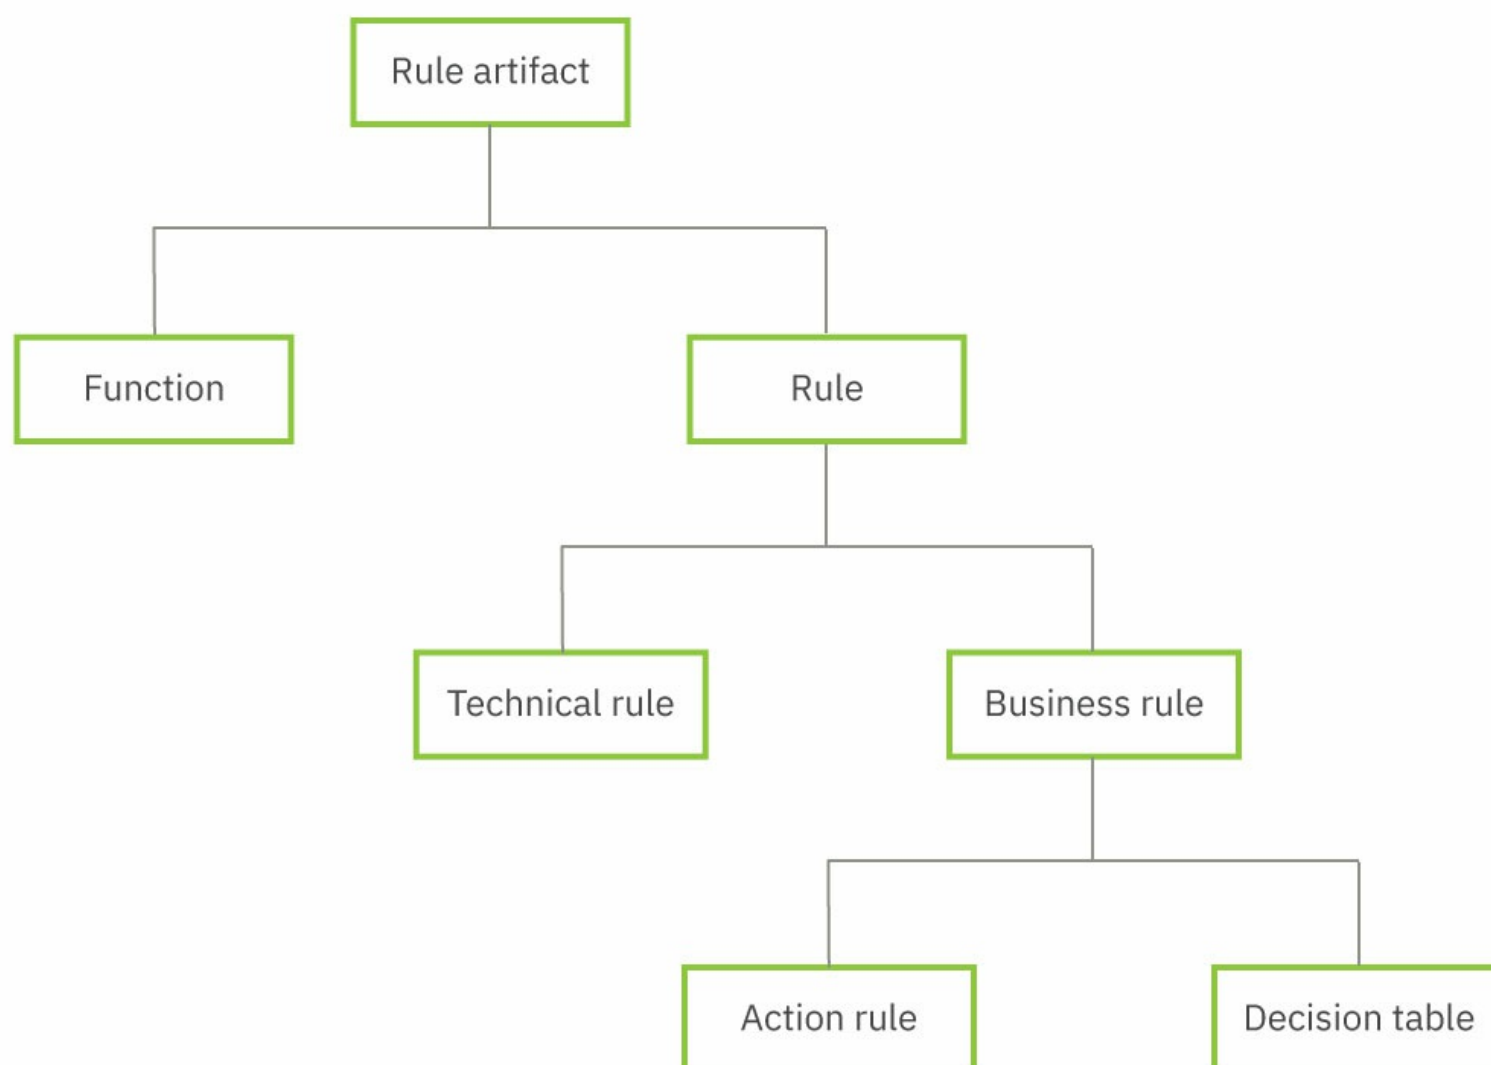 Rule artifact
Function
Rule
Technical rule
Business rule
Action rule
Decision table